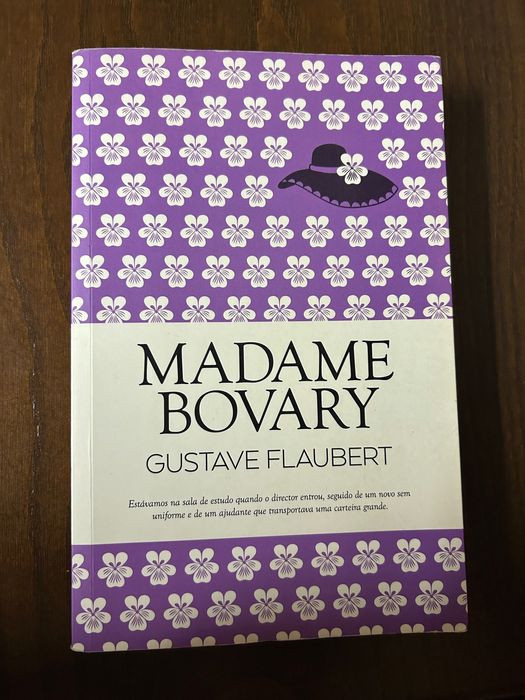 MADAME
BOVARY
GUSTAVE FLAUBERT
Estávamos na sala de estudo quando o director entrou, seguido de um novo sem
uniforme e de um ajudante que transportava uma carteira grande.